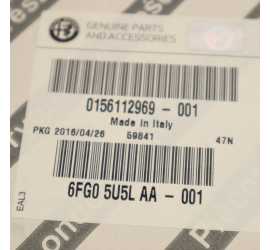 GENUINE PARTS
AND ACCESSORIES
0156112969 - 001
Made in Italy
PKG 2016/04/26 59841 47N
6FG0 5U5L AA - 001
EAL3